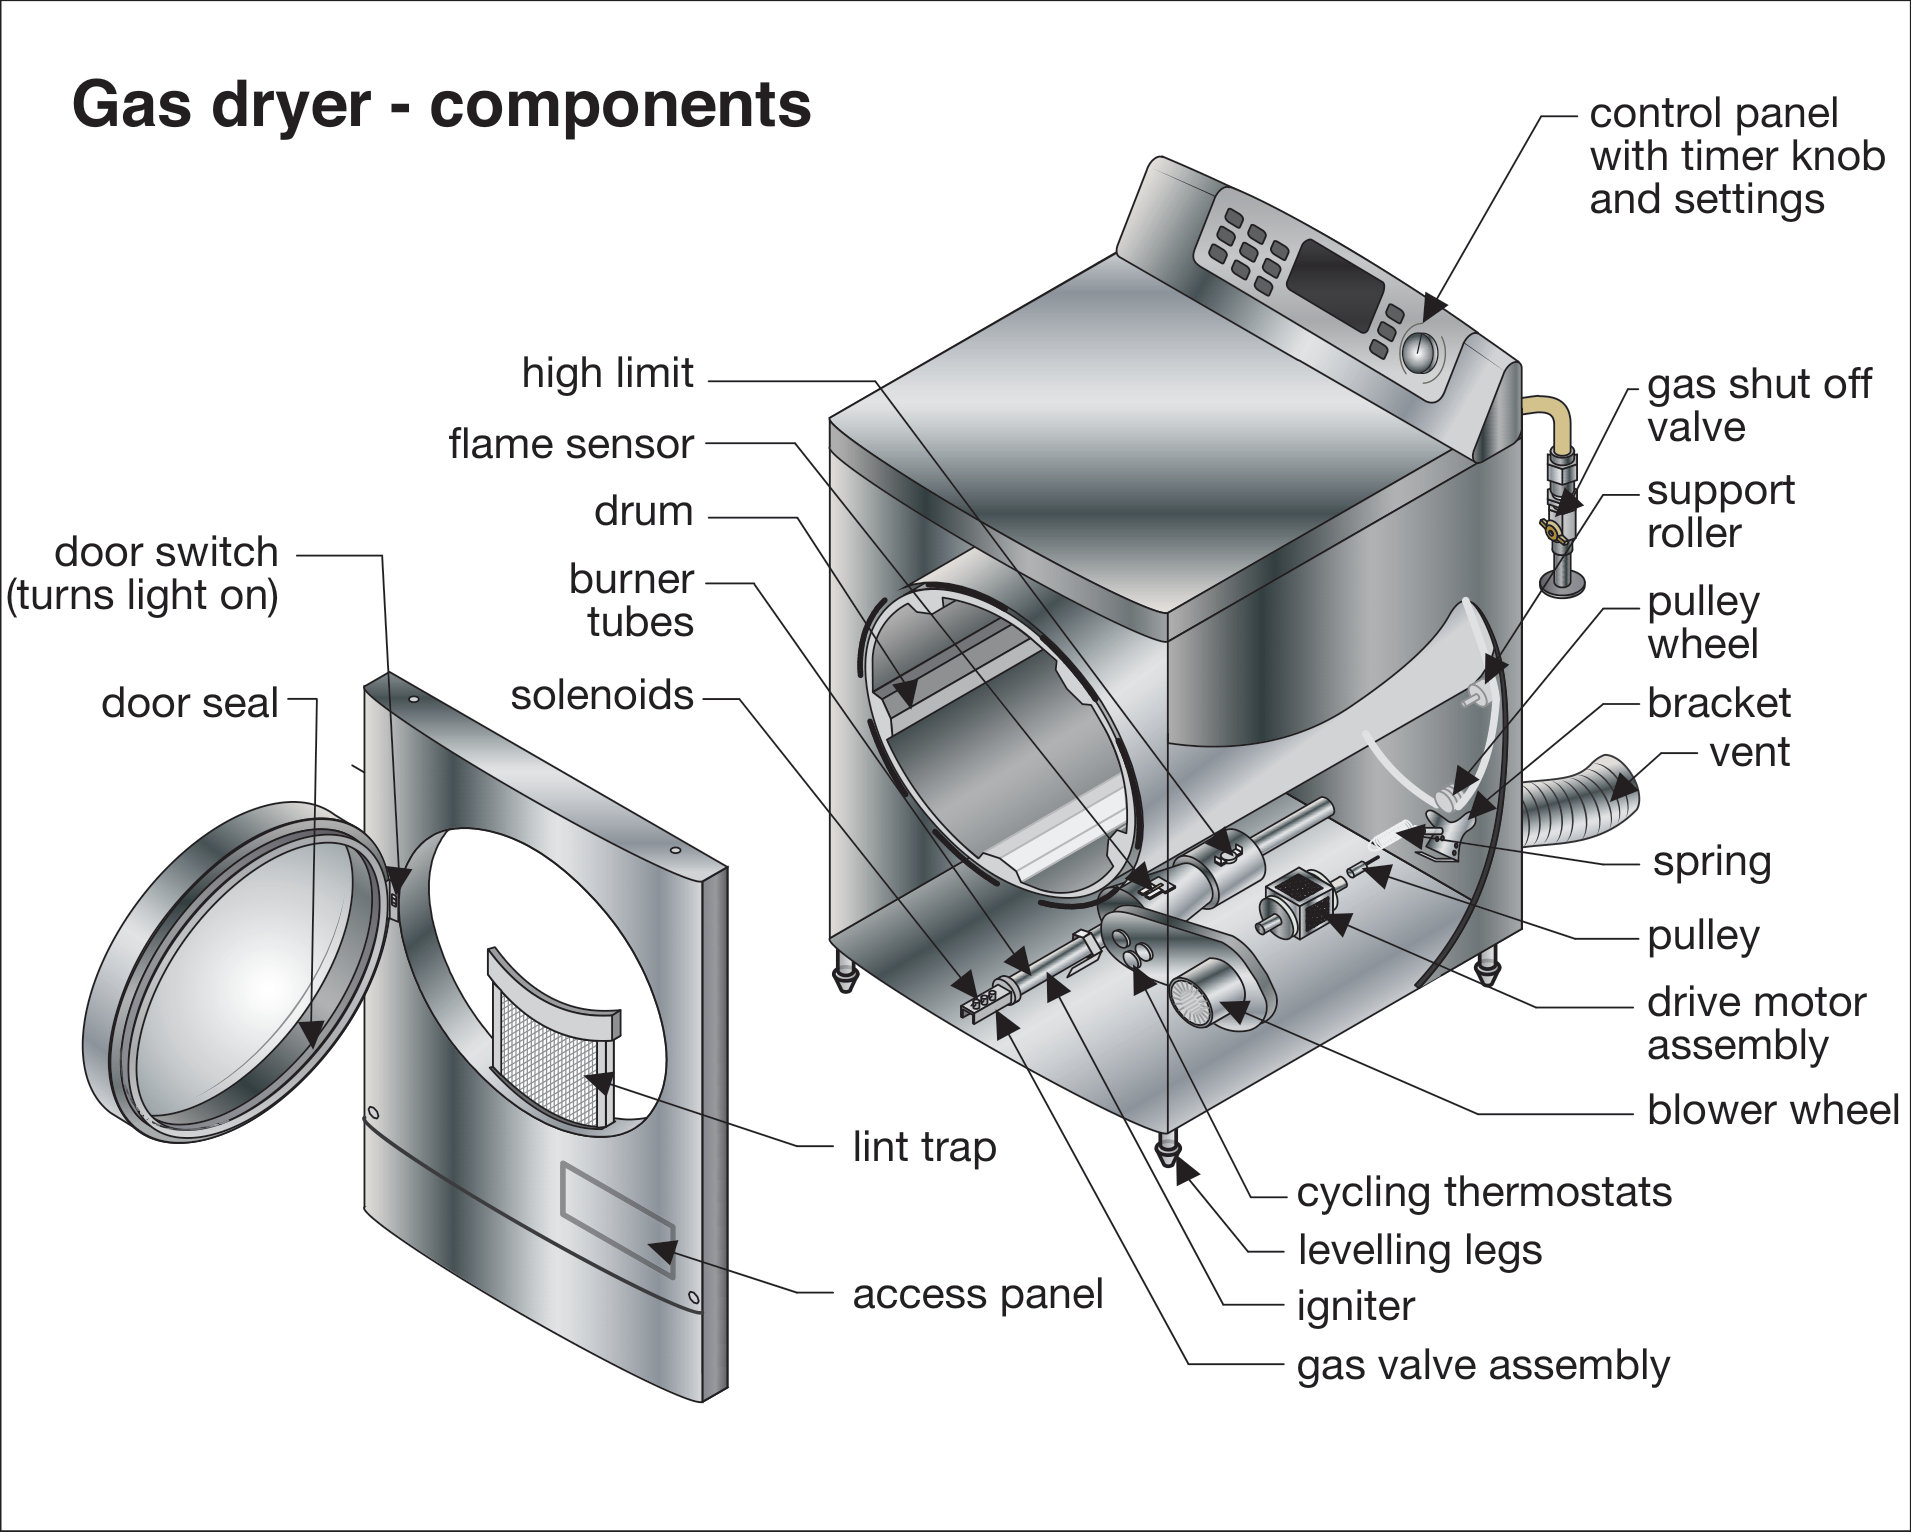 Gas dryer - components
control panel
with timer knob
and settings
high limit
flame sensor
drum
burner
tubes
solenoids
door switch
(turns light on)
door seal
gas shut off
valve
support
roller
pulley
wheel
bracket
vent
spring
pulley
drive motor
assembly
blower wheel
lint trap
access panel
cycling thermostats
levelling legs
igniter
gas valve assembly